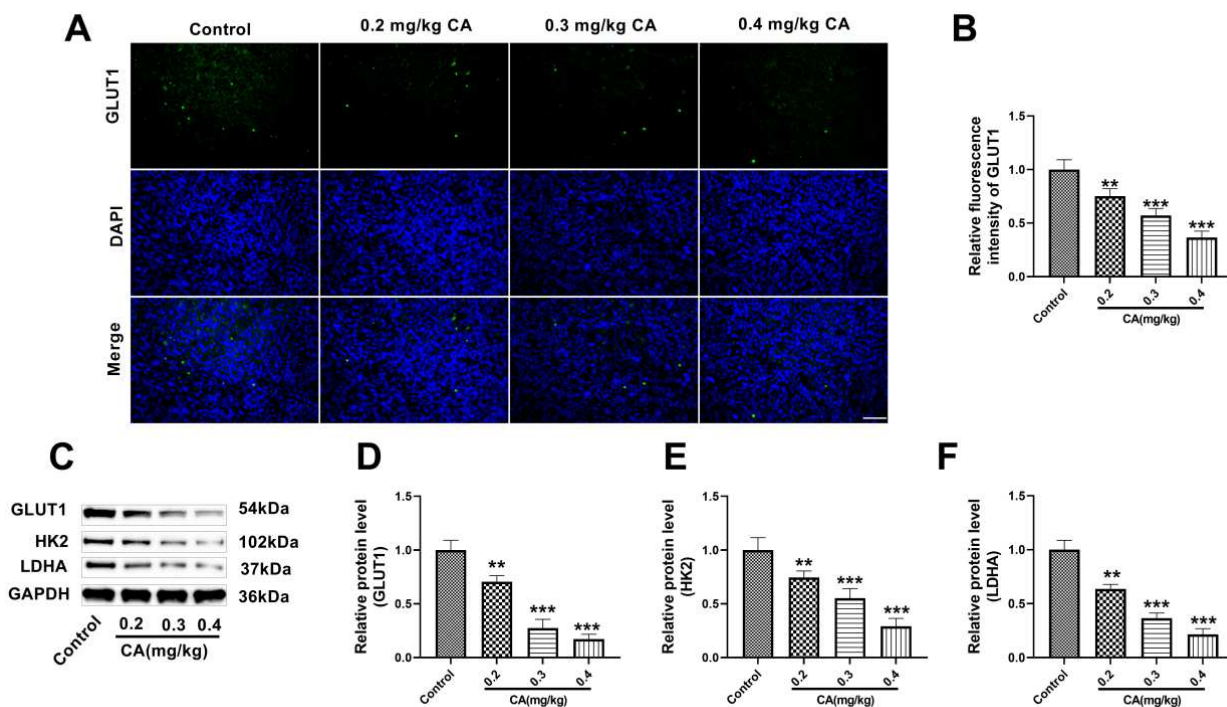 A
Control
0.2 mg/kg CA
0.3 mg/kg CA
0.4 mg/kg CA
GLUT1
DAPI
Merge
B
Relative fluorescence
intensity of GLUT1
1.5
1.0
0.5
0.0
**
***
***
Control
0.2
0.3
0.4
CA(mg/kg)
C
GLUT1
54kDa
HK2
102kDa
LDHA
37kDa
GAPDH
36kDa
Control
0.2
0.3
0.4
CA(mg/kg)
D
Relative protein level
(GLUT1)
1.5
1.0
0.5
0.0
**
***
***
Control
0.2
0.3
0.4
CA(mg/kg)
E
Relative protein level
(HK2)
1.5
1.0
0.5
0.0
**
***
***
Control
0.2
0.3
0.4
CA(mg/kg)
F
Relative protein level
(LDHA)
1.5
1.0
0.5
0.0
**
***
***
Control
0.2
0.3
0.4
CA(mg/kg)